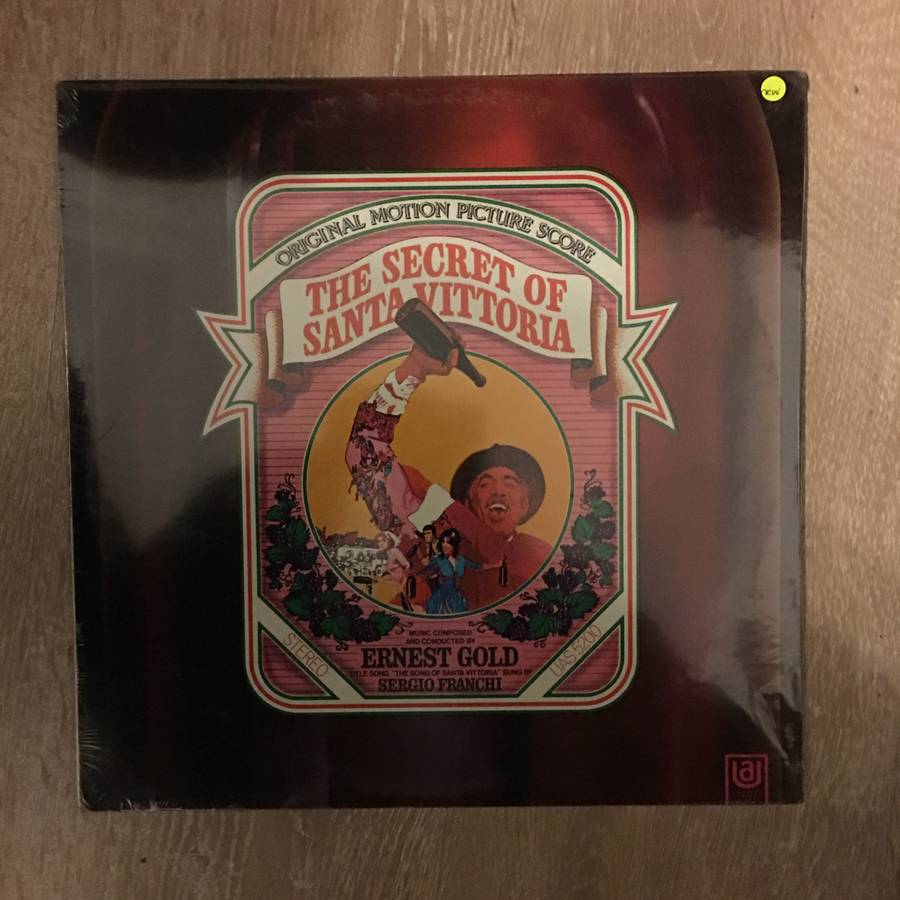 ORIGINAL MOTION PICTURE SCORE
THE SECRET OF
SANTA VITTORIA
MUSIC COMPOSED
AND CONDUCTED BY
ERNEST GOLD
TITLE SONG "THE SONG OF SANTA VITTORIA" SUNG BY
SERGIO FRANCHI
STEREO
UAS 5200
ua